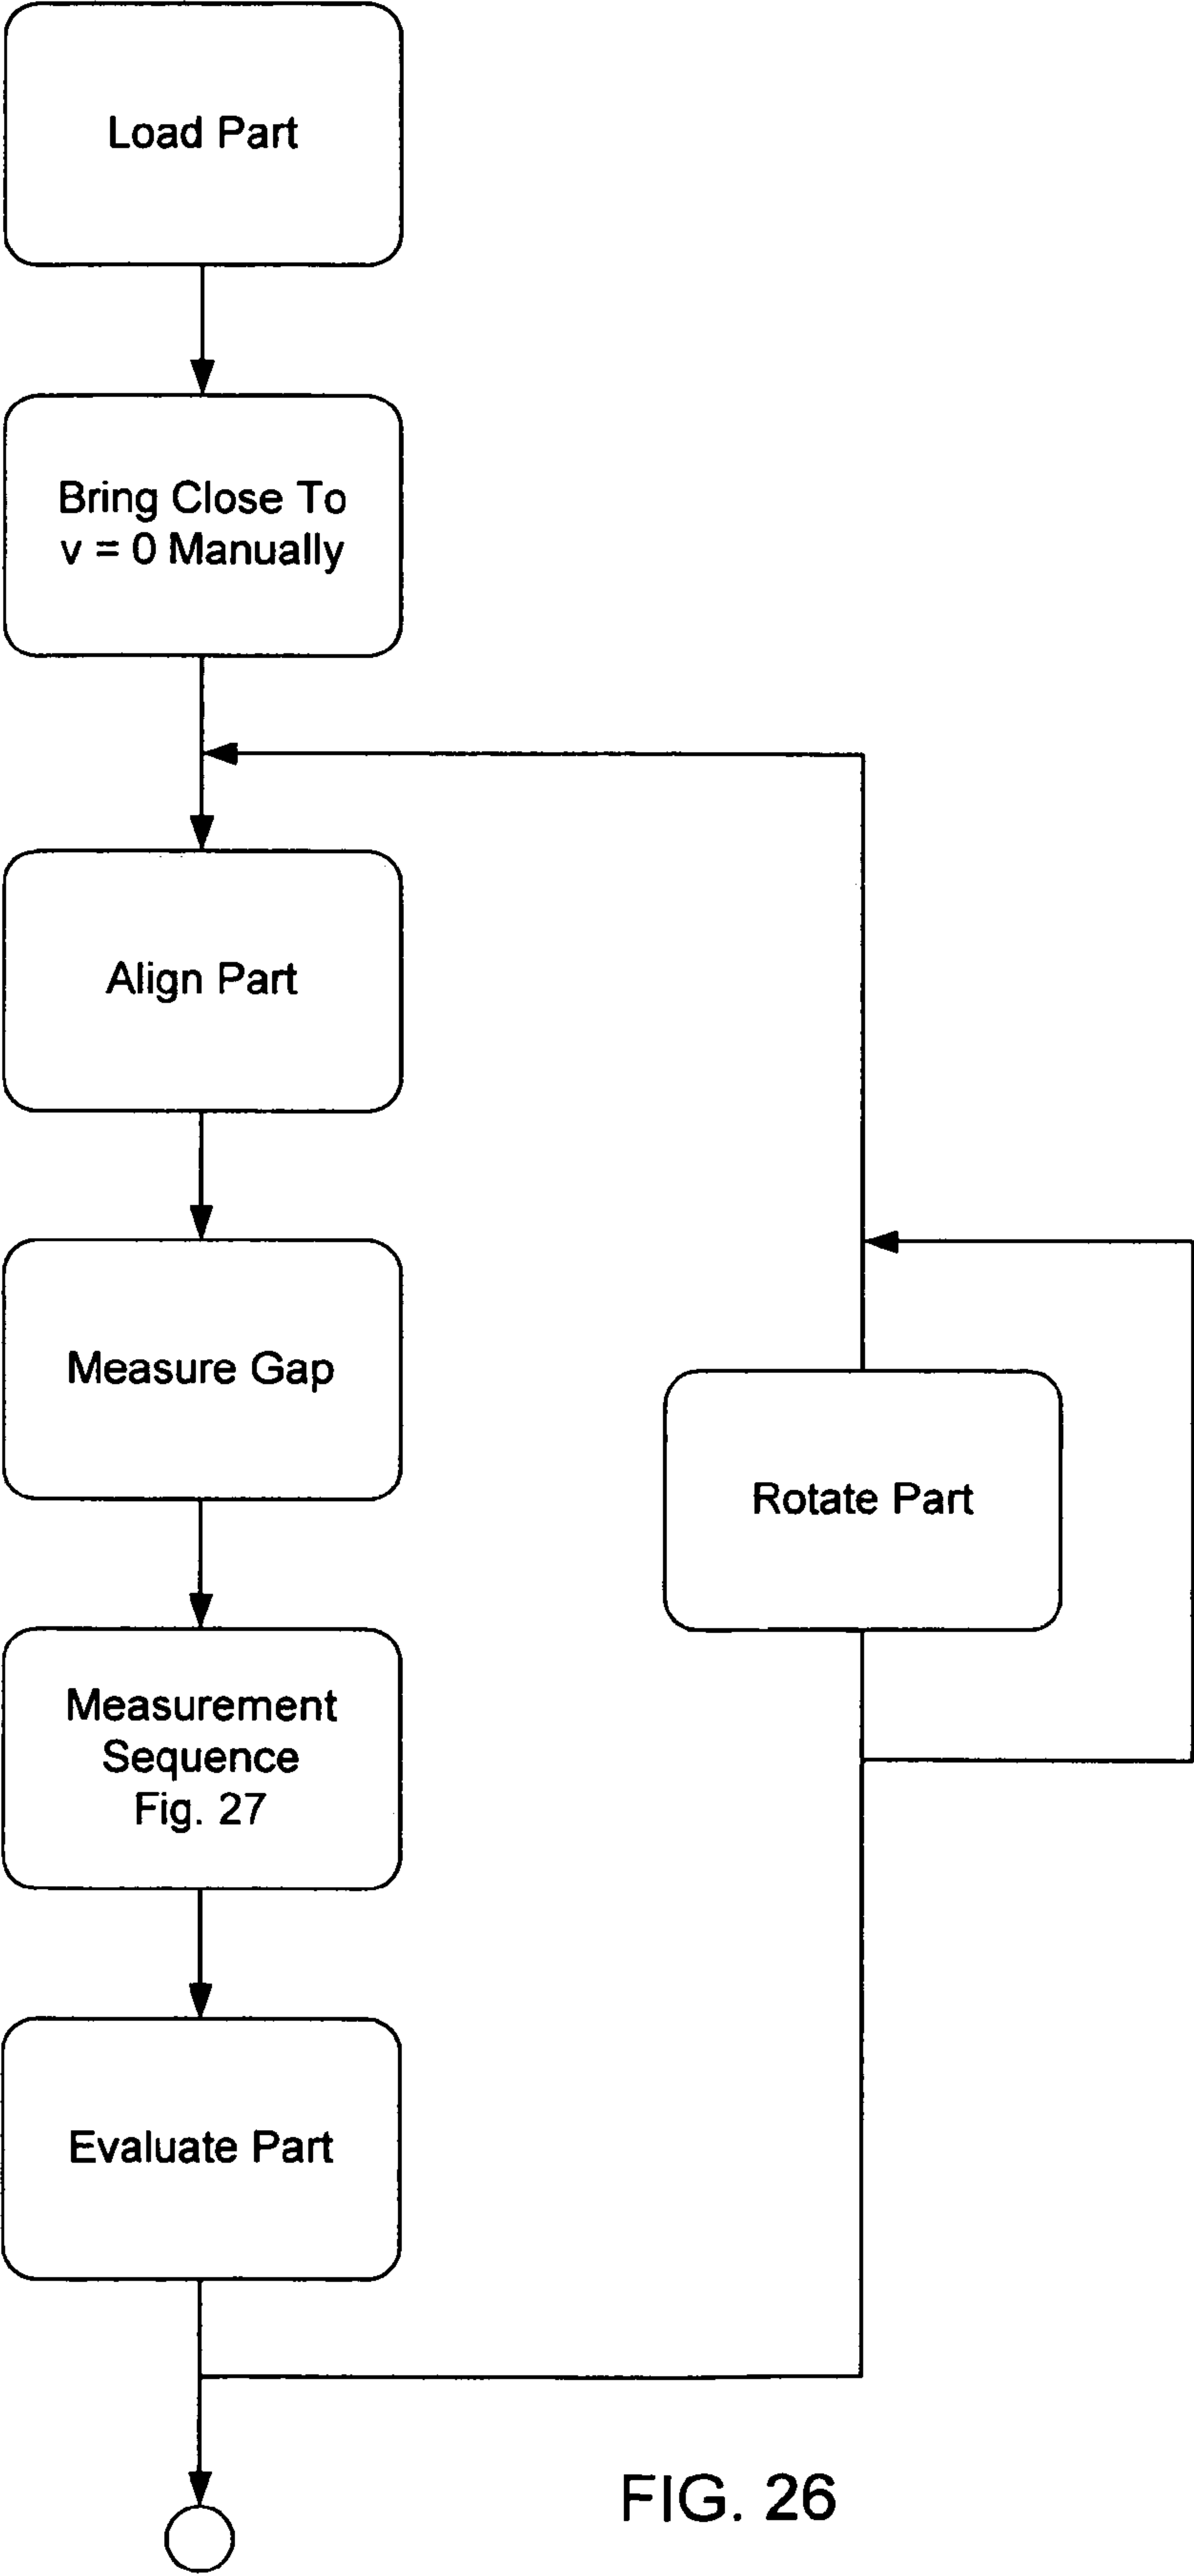 Load Part
Bring Close To
v = 0 Manually
Align Part
Measure Gap
Rotate Part
Measurement
Sequence
Fig. 27
Evaluate Part
FIG. 26